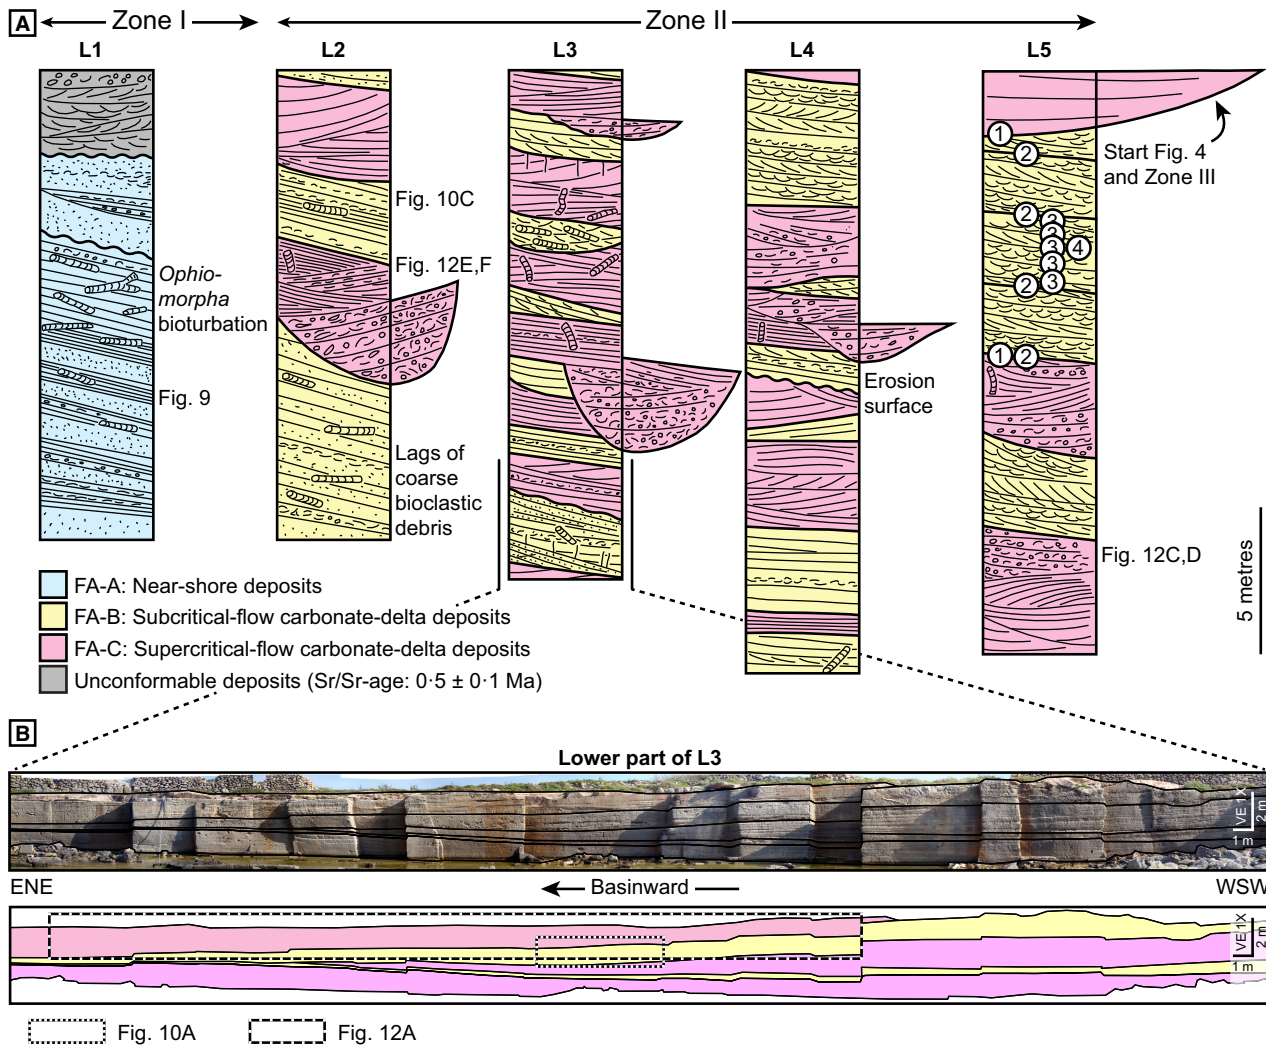 A
Zone I
Zone II
L1
L2
L3
L4
L5
Ophio-
morpha
bioturbation
Fig. 9
Fig. 10C
Fig. 12E,F
Lags of
coarse
bioclastic
debris
Erosion
surface
1
2
2
2
2
3
4
3
2
3
1
2
Start Fig. 4
and Zone III
Fig. 12C,D
5 metres
FA-A: Near-shore deposits
FA-B: Subcritical-flow carbonate-delta deposits
FA-C: Supercritical-flow carbonate-delta deposits
Unconformable deposits (Sr/Sr-age: 0·5 ± 0·1 Ma)
B
Lower part of L3
VE 1X
2 m
1 m
ENE
Basinward
WSW
VE 1X
2 m
1 m
Fig. 10A
Fig. 12A